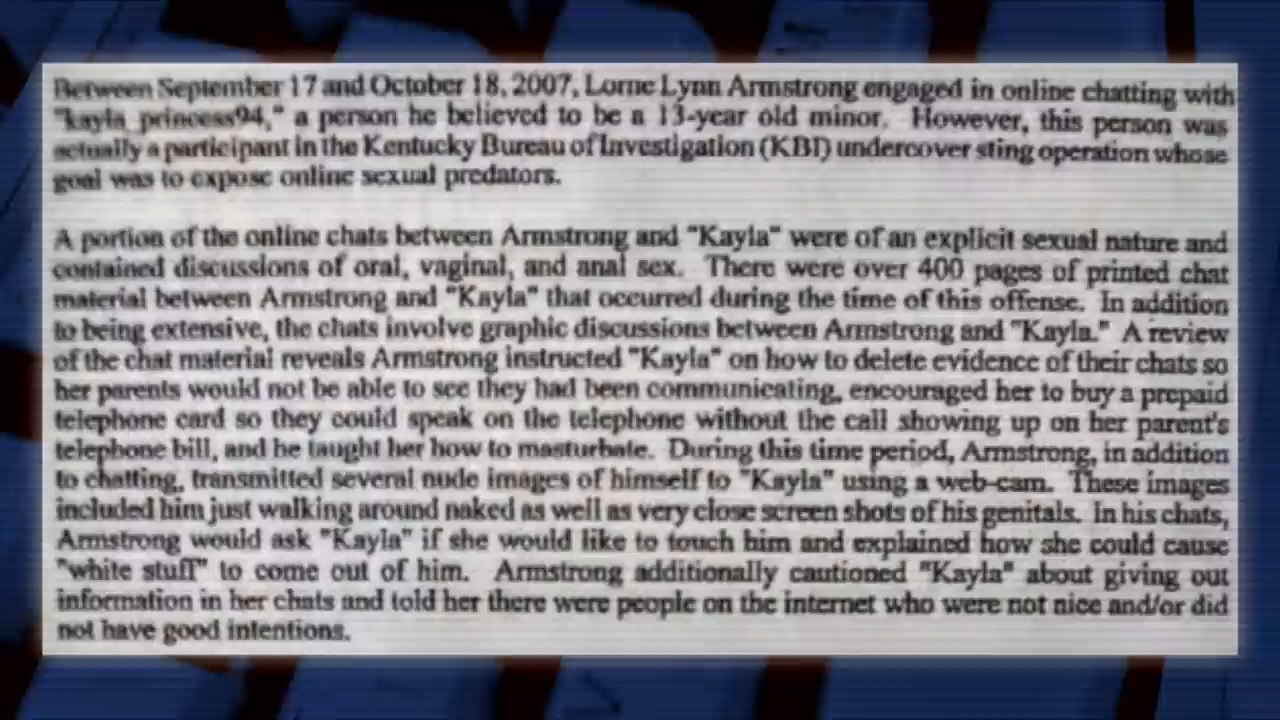 Between September 17 and October 18, 2007, Lorne Lynn Armstrong engaged in online chatting with
"kayla_princess94," a person he believed to be a 13-year old minor. However, this person was
actually a participant in the Kentucky Bureau of Investigation (KBI) undercover sting operation whose
goal was to expose online sexual predators.
A portion of the online chats between Armstrong and "Kayla" were of an explicit sexual nature and
contained discussions of oral, vaginal, and anal sex. There were over 400 pages of printed chat
material between Armstrong and "Kayla" that occurred during the time of this offense. In addition
to being extensive, the chats involve graphic discussions between Armstrong and "Kayla." A review
of the chat material reveals Armstrong instructed "Kayla" on how to delete evidence of their chats so
her parents would not be able to see they had been communicating, encouraged her to buy a prepaid
telephone card so they could speak on the telephone without the call showing up on her parent's
telephone bill, and he taught her how to masturbate. During this time period, Armstrong, in addition
to chatting, transmitted several nude images of himself to "Kayla" using a web-cam. These images
included him just walking around naked as well as very close screen shots of his genitals. In his chats,
Armstrong would ask "Kayla" if she would like to touch him and explained how she could cause
"white stuff" to come out of him. Armstrong additionally cautioned "Kayla" about giving out
information in her chats and told her there were people on the internet who were not nice and/or did
not have good intentions.